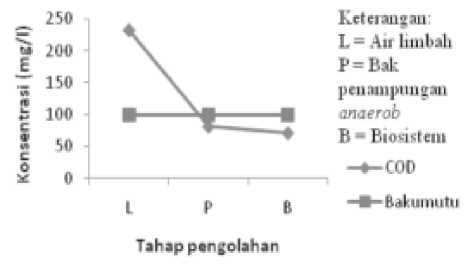 Konsentrasi (mg/l)
250
200
150
100
50
0
L P B
Tahap pengolahan
Keterangan:
L = Air limbah
P = Bak
penampungan
anaerob
B = Biosistem
COD
Bakumutu